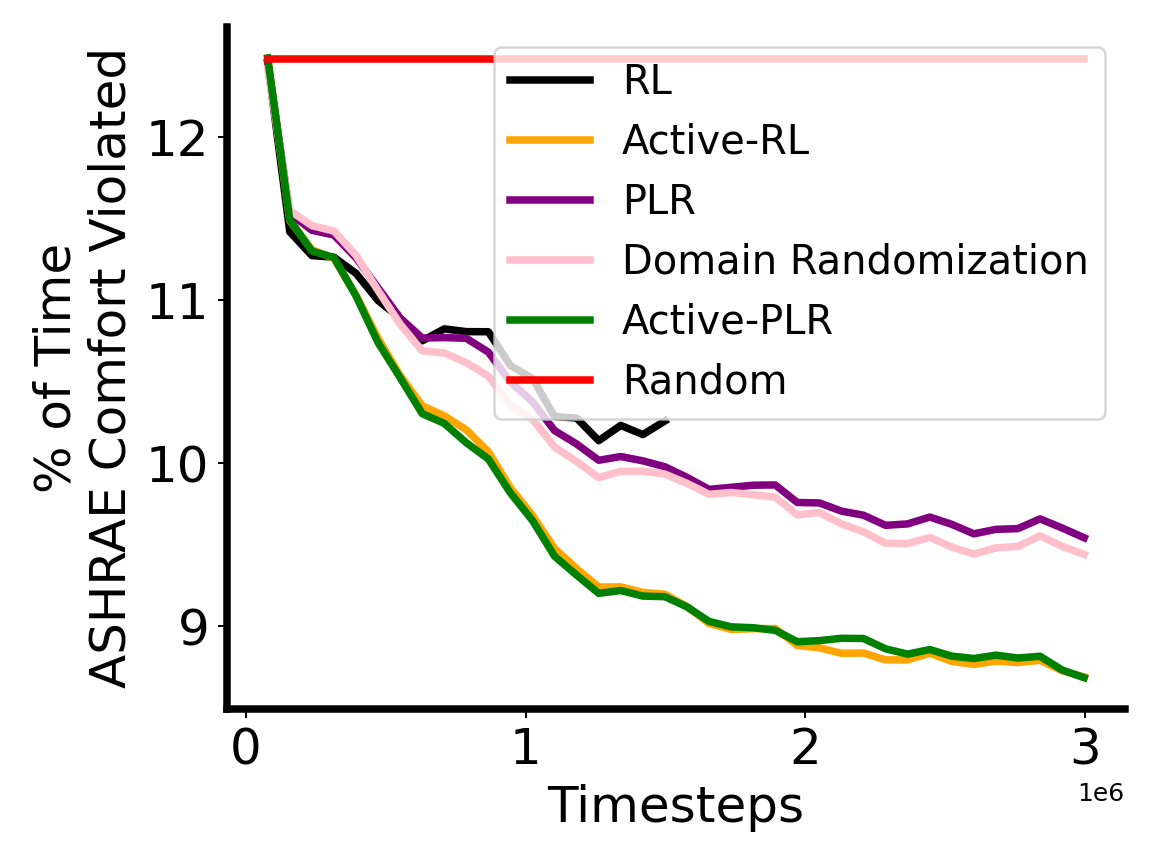 % of Time
ASHRAE Comfort Violated
12
11
10
9
RL
Active-RL
PLR
Domain Randomization
Active-PLR
Random
0
1
2
3
1e6
Timesteps